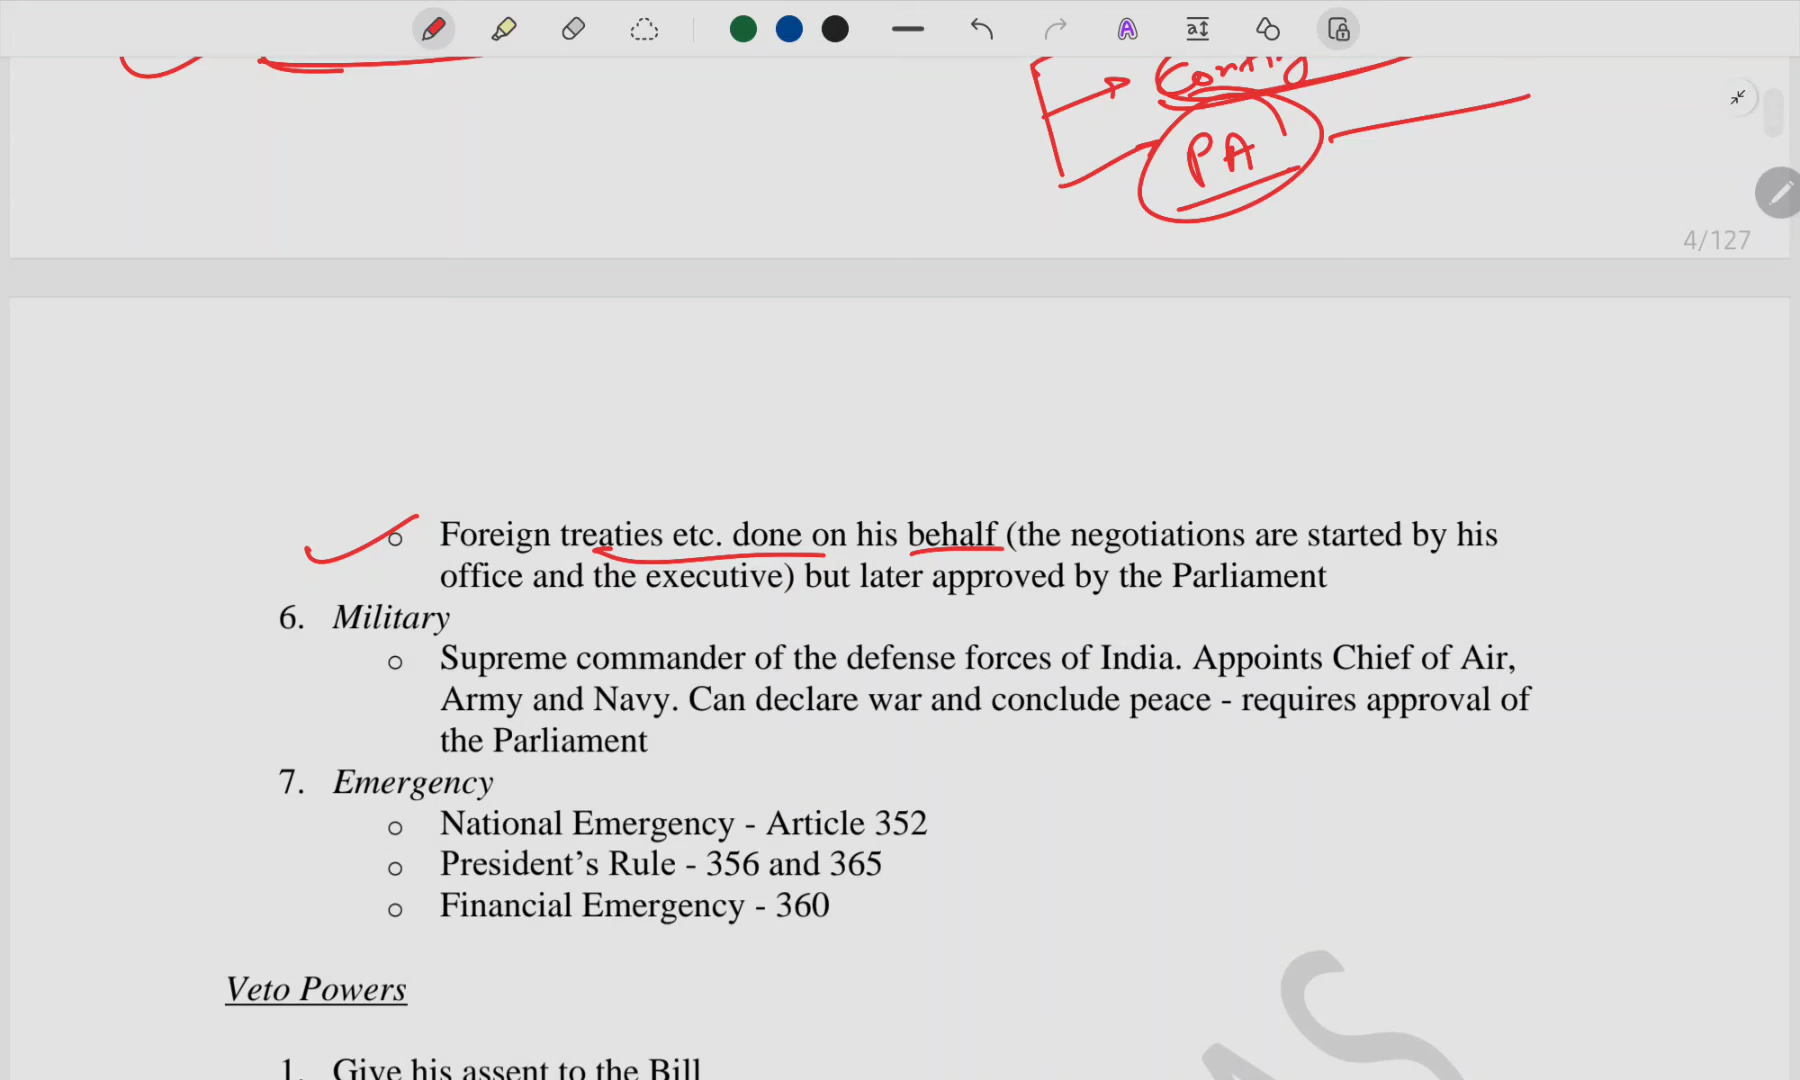 Contig
PA
4/127
o Foreign treaties etc. done on his behalf (the negotiations are started by his
office and the executive) but later approved by the Parliament
6. Military
o Supreme commander of the defense forces of India. Appoints Chief of Air,
Army and Navy. Can declare war and conclude peace - requires approval of
the Parliament
7. Emergency
o National Emergency - Article 352
o President’s Rule - 356 and 365
o Financial Emergency - 360
Veto Powers
1. Give his assent to the Bill
S